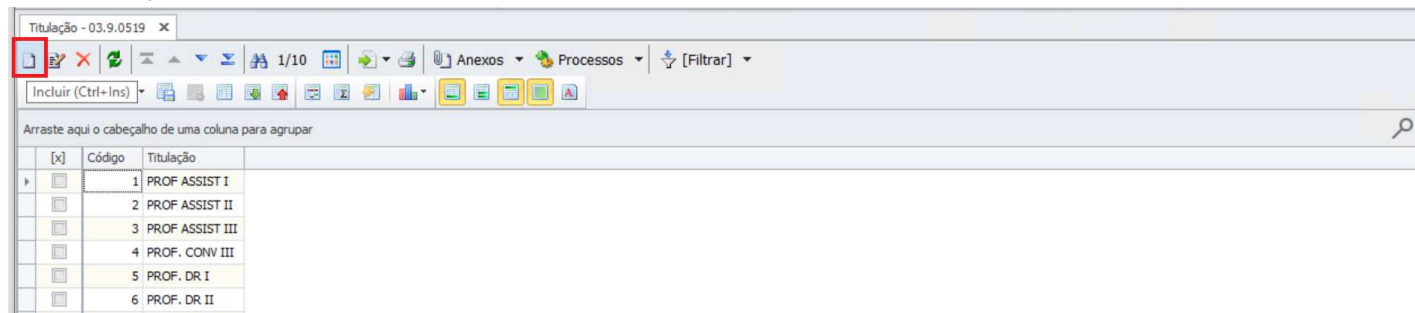 Titulação - 03.9.0519 X
1/10 Anexos Processos [Filtrar]
Incluir (Ctrl+Ins)
Arraste aqui o cabeçalho de uma coluna para agrupar
[x] Código Titulação
1 PROF ASSIST I
2 PROF ASSIST II
3 PROF ASSIST III
4 PROF. CONV III
5 PROF. DR I
6 PROF. DR II